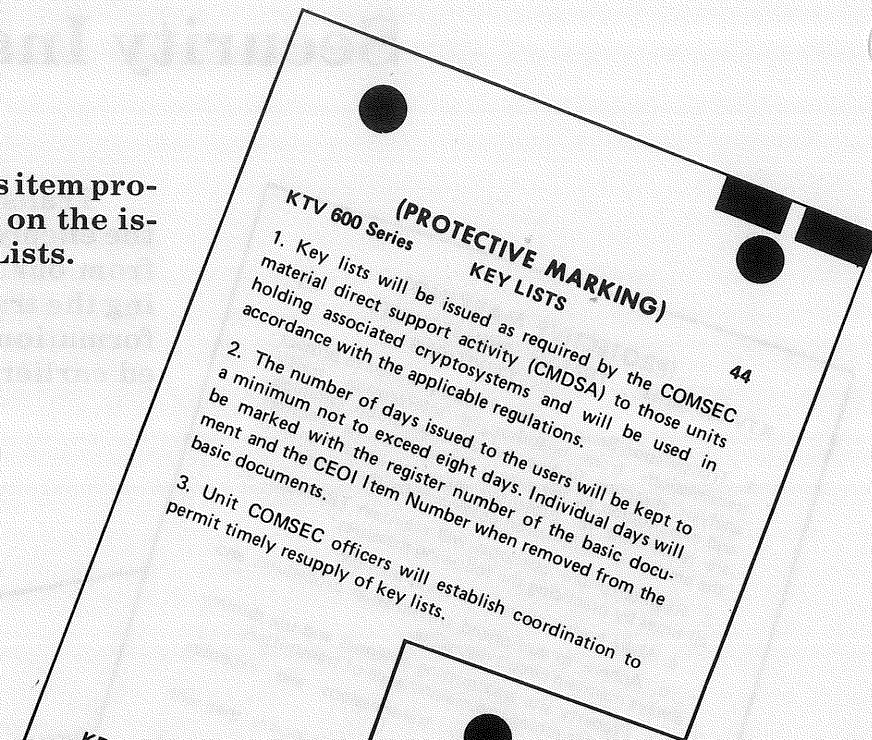 s item pro-
on the is-
Lists.
(PROTECTIVE MARKING)
KTV 600 Series
KEY LISTS
44
1. Key lists will be issued as required by the COMSEC
material direct support activity (CMDSA) to those units
holding associated cryptosystems and will be used in
accordance with the applicable regulations.
2. The number of days issued to the users will be kept to
a minimum not to exceed eight days. Individual days will
be marked with the register number of the basic docu-
ment and the CEOI Item Number when removed from the
basic documents.
3. Unit COMSEC officers will establish coordination to
permit timely resupply of key lists.